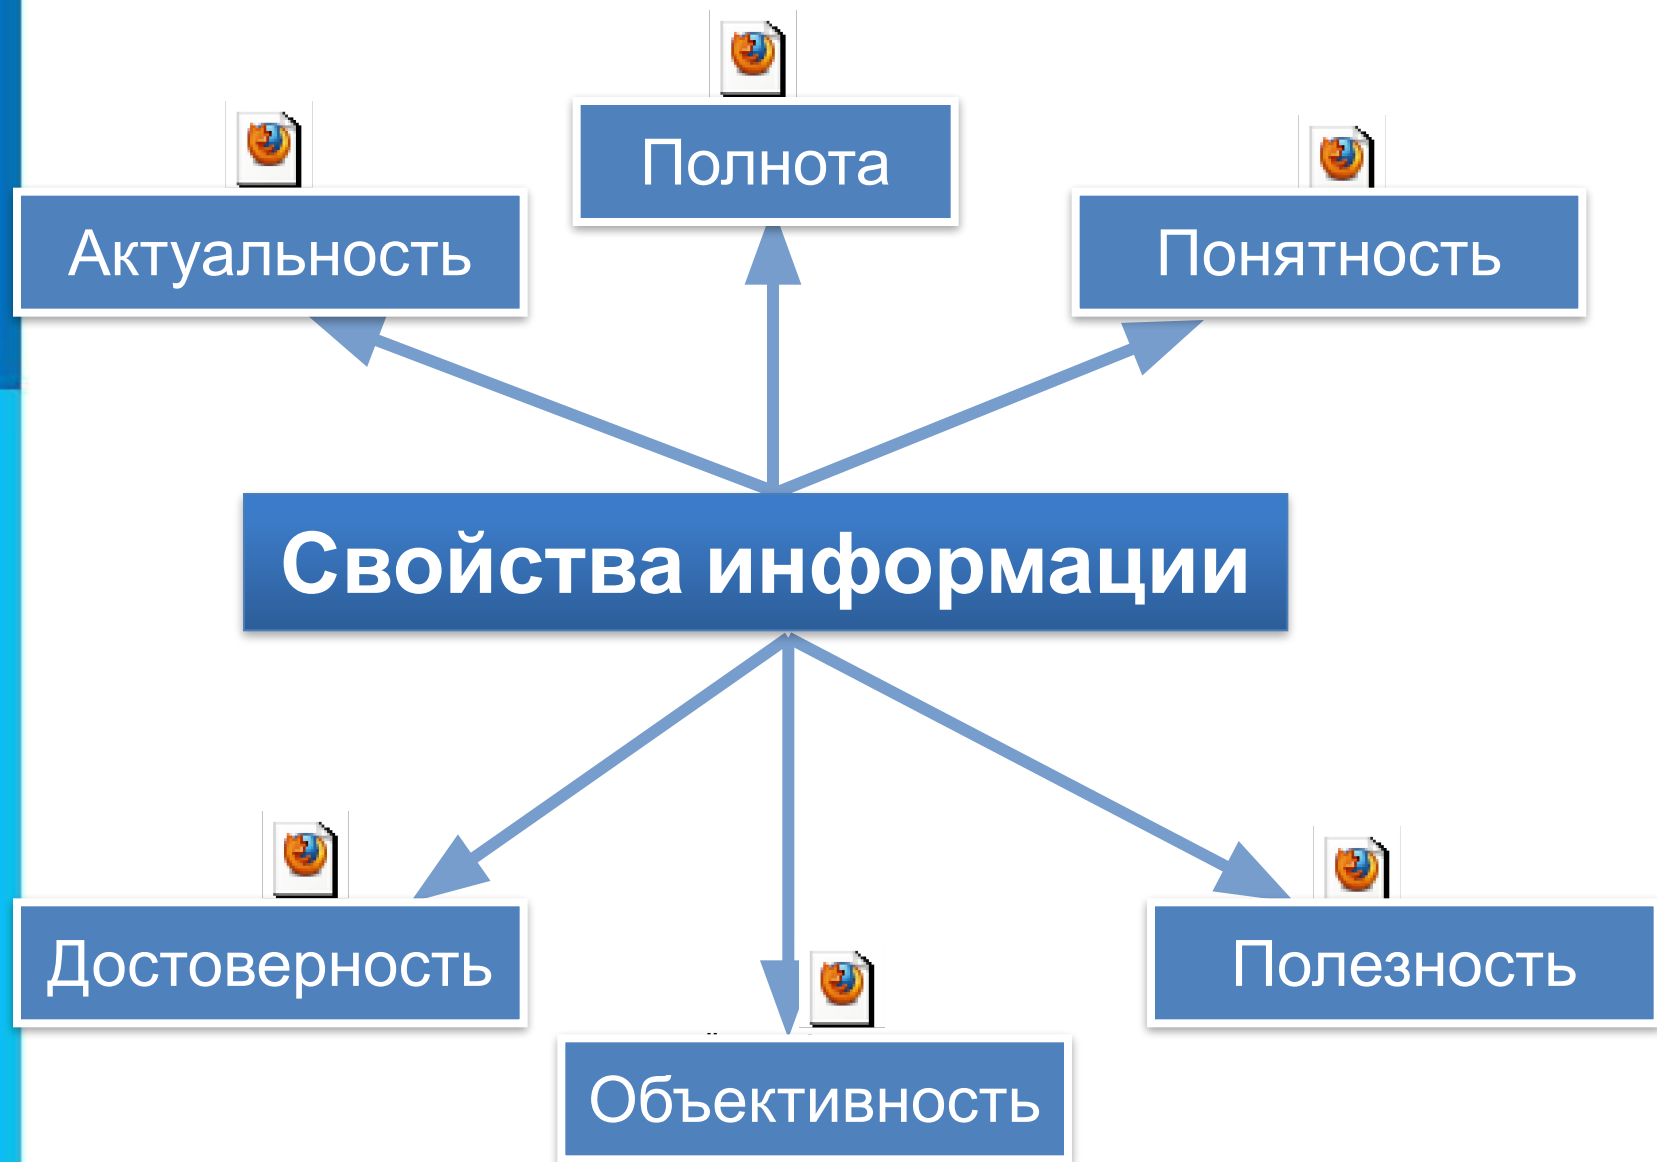 Полнота
Актуальность
Понятность
Свойства информации
Достоверность
Полезность
Объективность